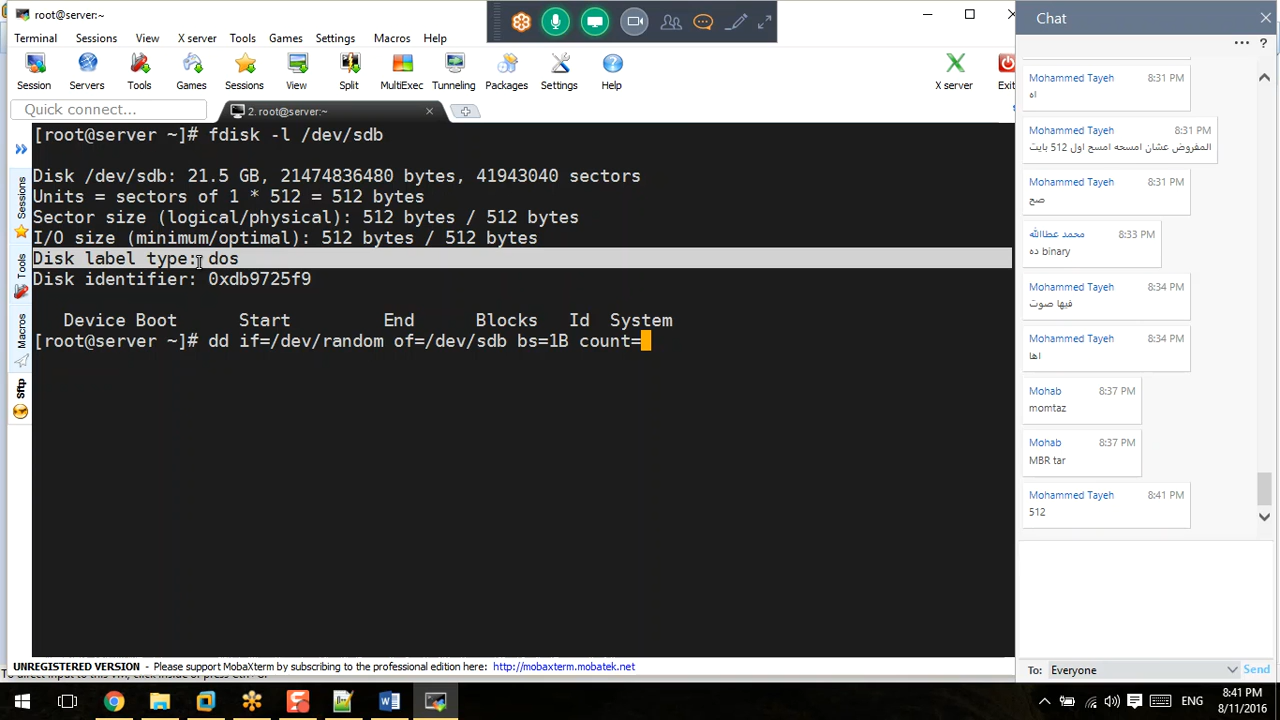 2. root@server:~
Terminal Sessions View X server Tools Games Settings Macros Help
Session Servers Tools Games Sessions View Split MultiExec Tunneling Packages Settings Help X server Exit
Quick connect...
2. root@server:~
[root@server ~]# fdisk -l /dev/sdb
Disk /dev/sdb: 21.5 GB, 21474836480 bytes, 41943040 sectors
Units = sectors of 1 * 512 = 512 bytes
Sector size (logical/physical): 512 bytes / 512 bytes
I/O size (minimum/optimal): 512 bytes / 512 bytes
Disk label type: dos
Disk identifier: 0xdb9725f9
Device Boot Start End Blocks Id System
[root@server ~]# dd if=/dev/random of=/dev/sdb bs=1B count=
Sessions
Tools
Macros
Sftp
UNREGISTERED VERSION - Please support MobaXterm by subscribing to the professional edition here: http://mobaxterm.mobatek.net
Chat
Mohammed Tayeh 8:31 PM
اه
Mohammed Tayeh 8:31 PM
المفروض عشان امسحه امسح اول 512 بايت
Mohammed Tayeh 8:31 PM
صح
محمد عطاالله 8:33 PM
ده binary
Mohammed Tayeh 8:34 PM
فيها صوت
Mohammed Tayeh 8:34 PM
اها
Mohab 8:37 PM
momtaz
Mohab 8:37 PM
MBR tar
Mohammed Tayeh 8:41 PM
512
To: Everyone Send
ENG
8:41 PM
8/11/2016